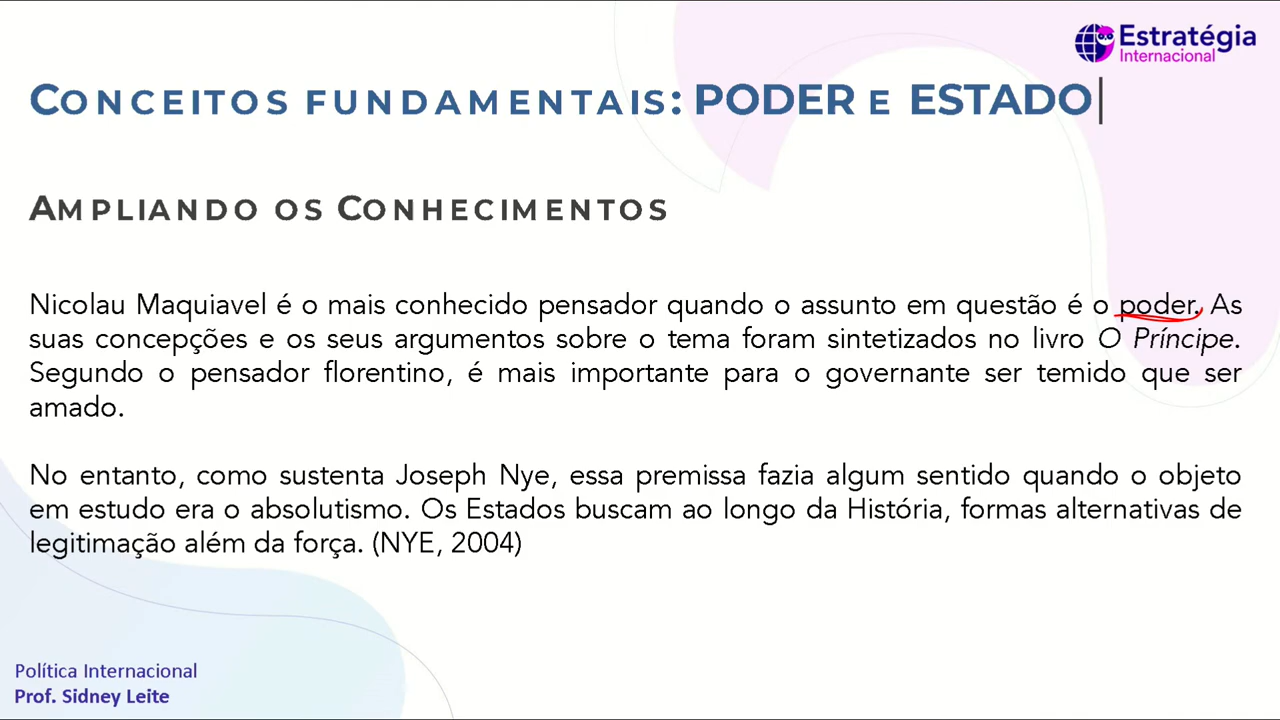 Estratégia
Internacional
CONCEITOS FUNDAMENTAIS: PODER E ESTADO
AMPLIANDO OS CONHECIMENTOS
Nicolau Maquiavel é o mais conhecido pensador quando o assunto em questão é o poder. As
suas concepções e os seus argumentos sobre o tema foram sintetizados no livro O Príncipe.
Segundo o pensador florentino, é mais importante para o governante ser temido que ser
amado.
No entanto, como sustenta Joseph Nye, essa premissa fazia algum sentido quando o objeto
em estudo era o absolutismo. Os Estados buscam ao longo da História, formas alternativas de
legitimação além da força. (NYE, 2004)
Política Internacional
Prof. Sidney Leite